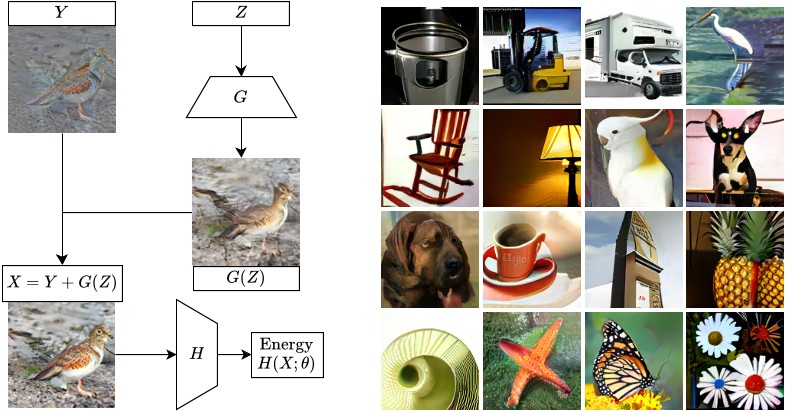 Y
Z
G
G(Z)
X = Y + G(Z)
H
Energy
H(X; θ)